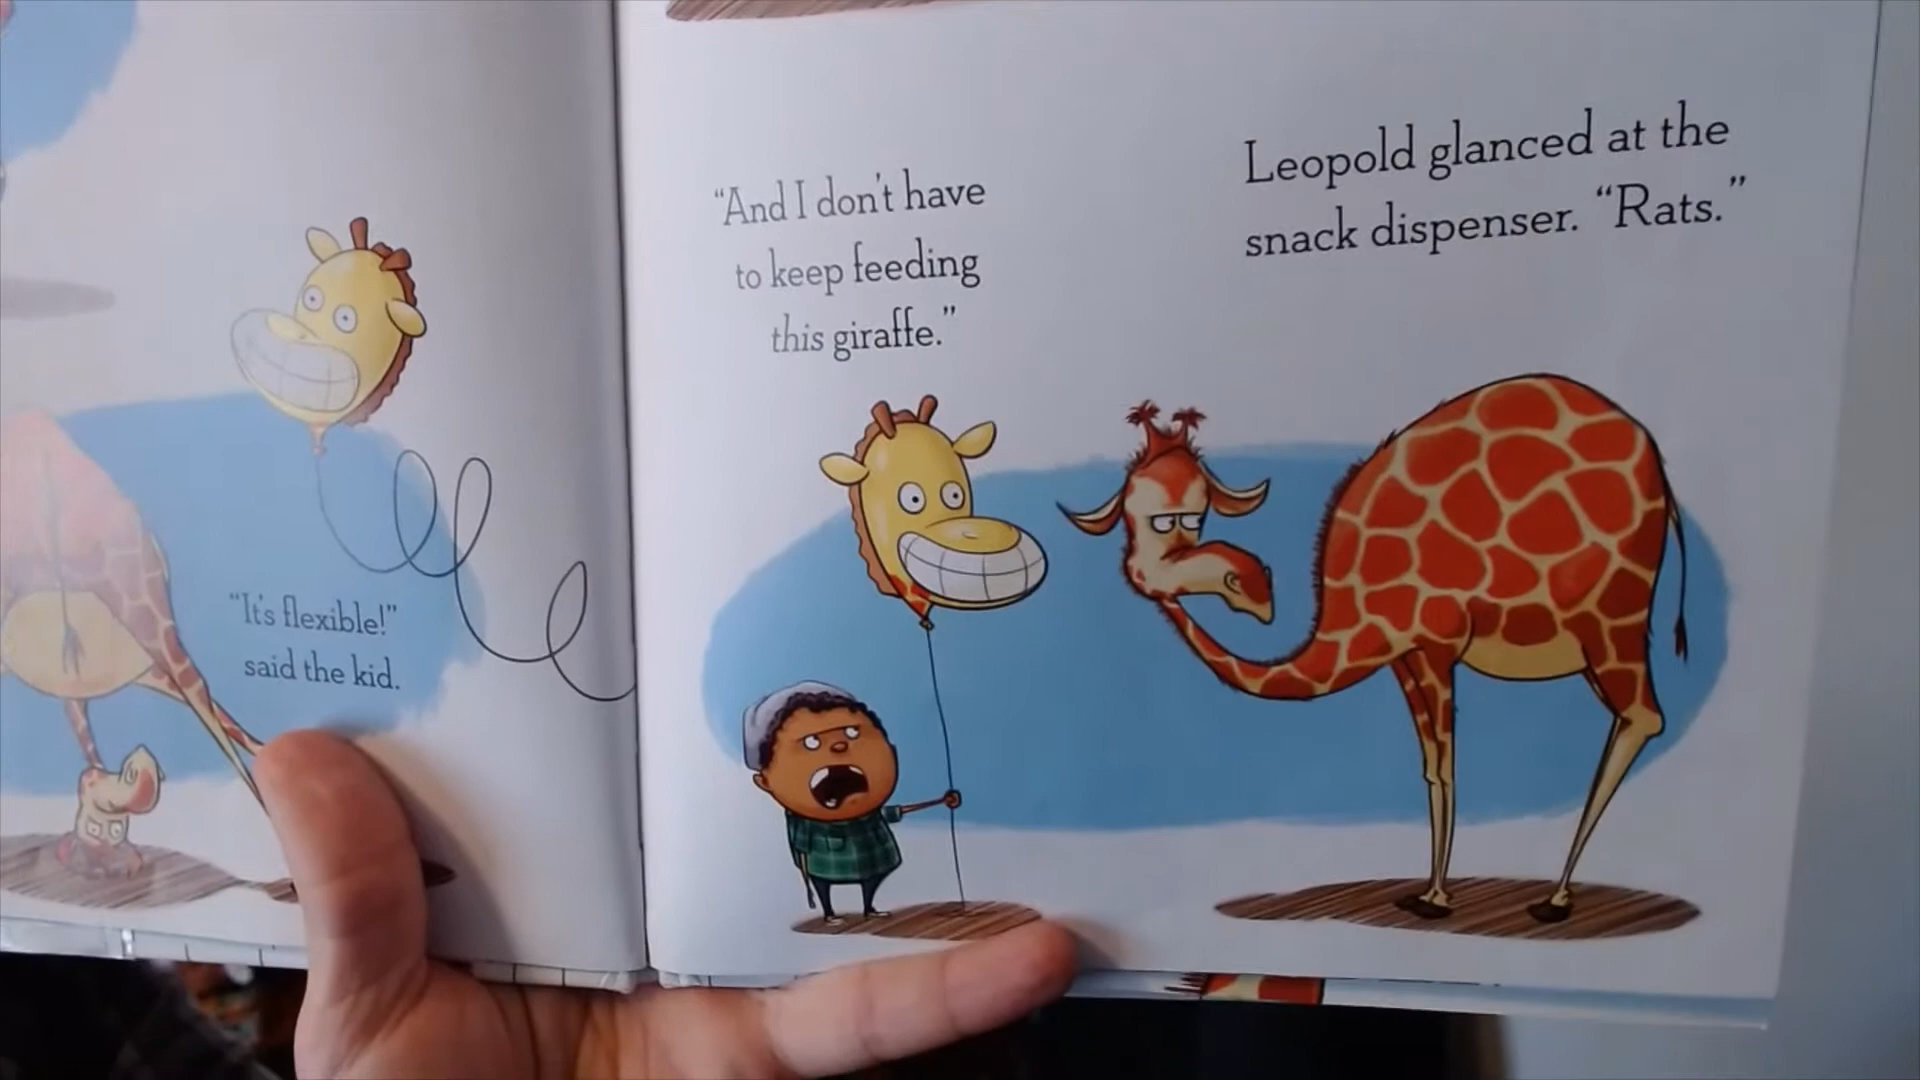 “It's flexible!”
said the kid.
“And I don't have
to keep feeding
this giraffe.”
Leopold glanced at the
snack dispenser. “Rats.”